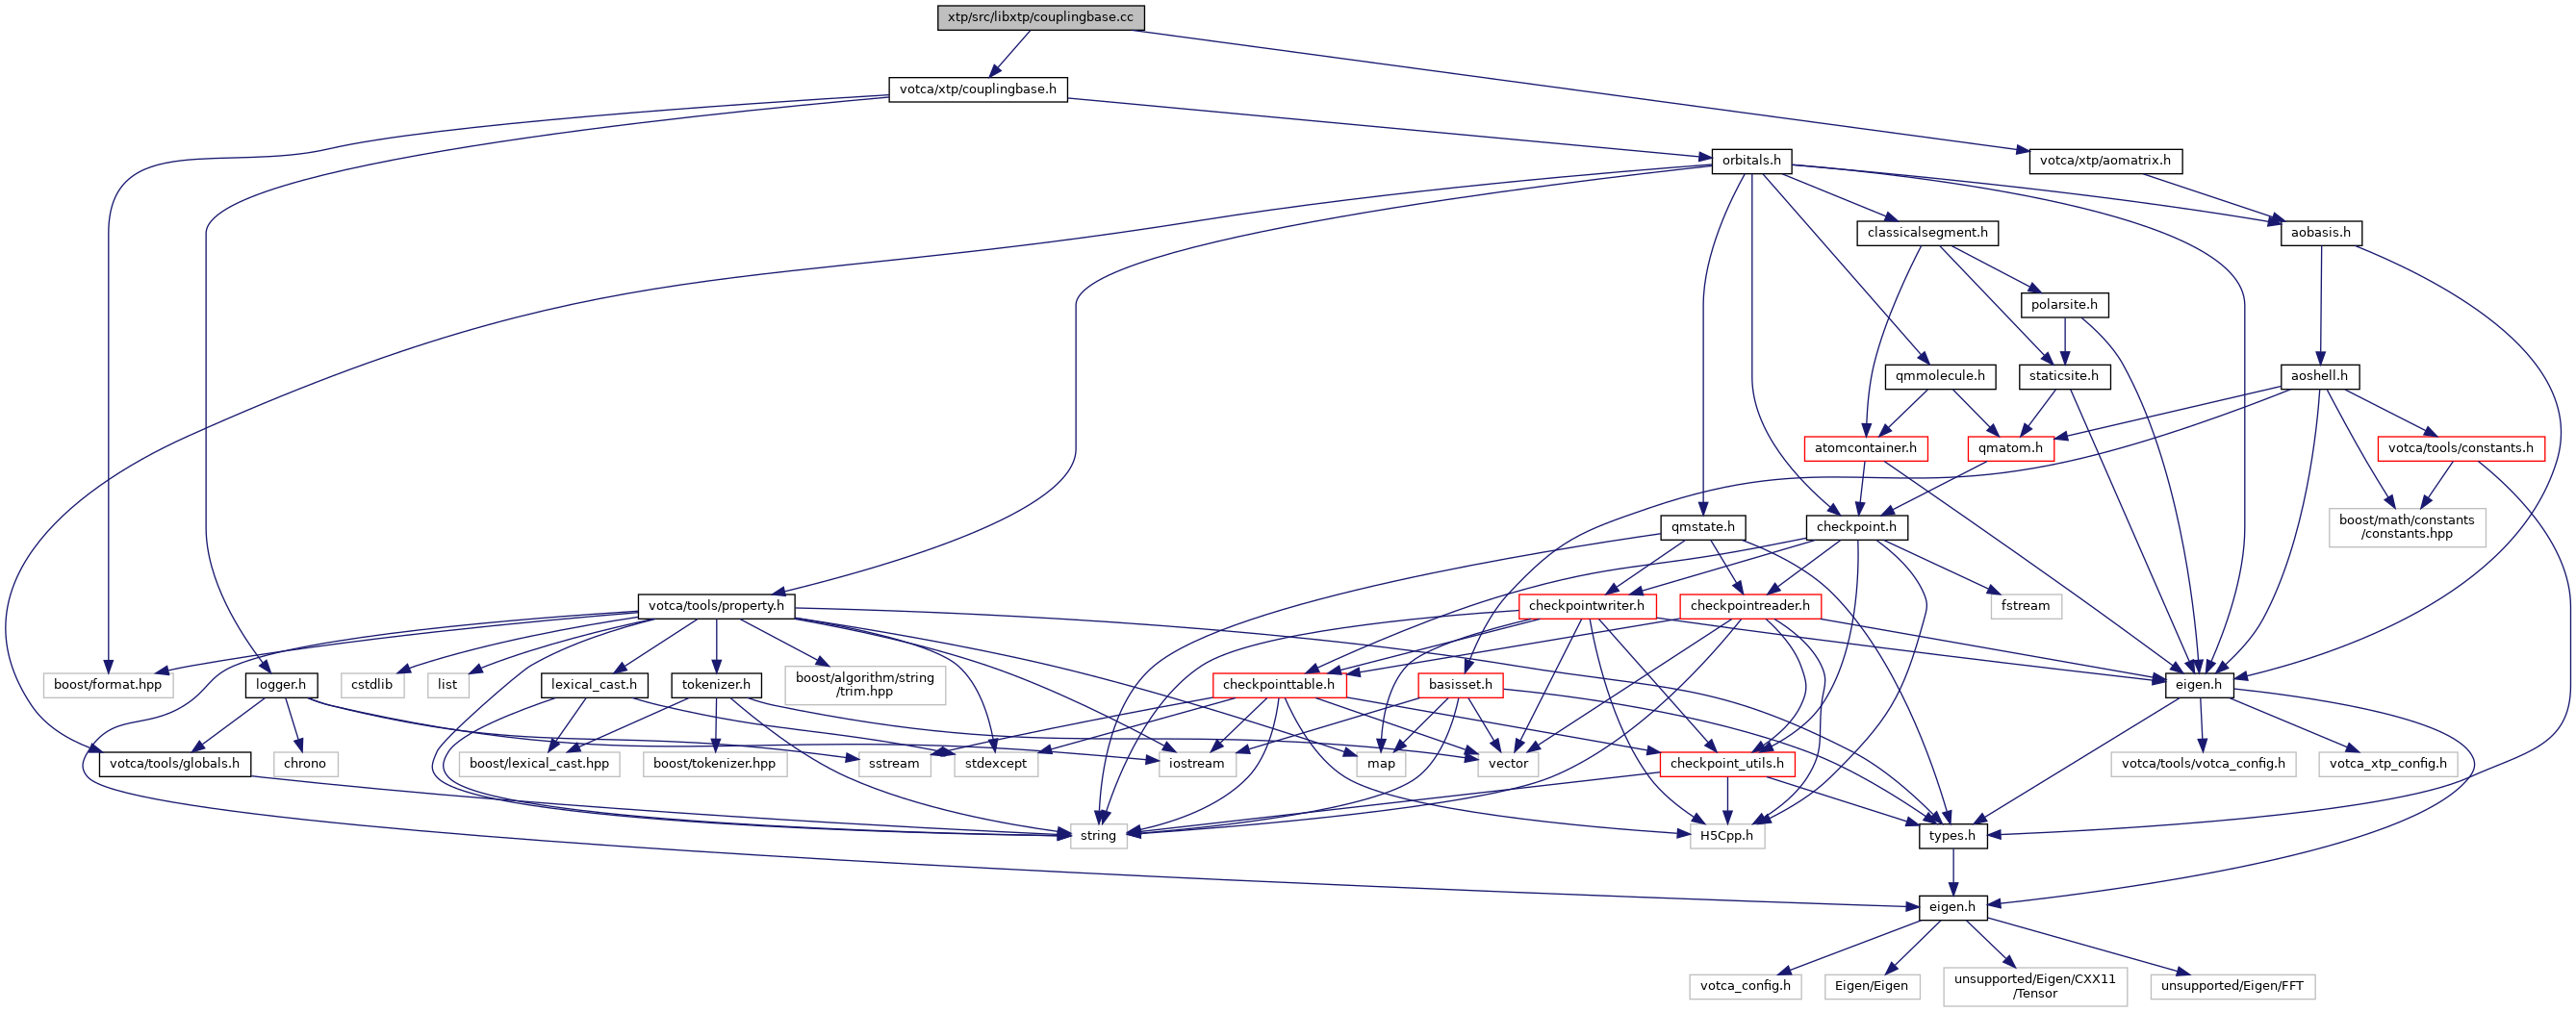 xtp/src/libxtp/couplingbase.cc
votca/xtp/couplingbase.h
orbitals.h
votca/xtp/aomatrix.h
classicalsegment.h
aobasis.h
polarsite.h
qmmolecule.h
staticsite.h
aoshell.h
atomcontainer.h
qmatom.h
votca/tools/constants.h
qmstate.h
checkpoint.h
boost/math/constants
/constants.hpp
votca/tools/property.h
checkpointwriter.h
checkpointreader.h
fstream
boost/format.hpp
logger.h
cstdlib
list
lexical_cast.h
tokenizer.h
boost/algorithm/string
/trim.hpp
checkpointtable.h
basisset.h
eigen.h
votca/tools/globals.h
chrono
boost/lexical_cast.hpp
boost/tokenizer.hpp
sstream
stdexcept
iostream
map
vector
checkpoint_utils.h
votca/tools/votca_config.h
votca_xtp_config.h
string
H5Cpp.h
types.h
eigen.h
votca_config.h
Eigen/Eigen
unsupported/Eigen/CXX11
/Tensor
unsupported/Eigen/FFT